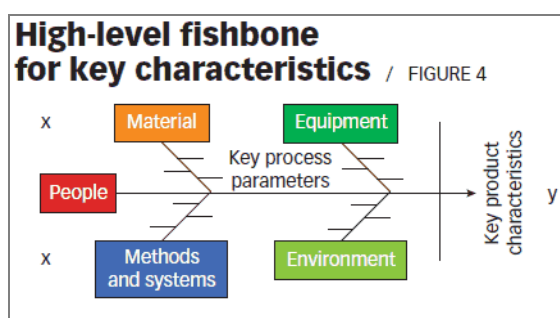 High-level fishbone
for key characteristics / FIGURE 4
x
Material
Equipment
Key process
parameters
People
Key product
characteristics
y
x
Methods
and systems
Environment